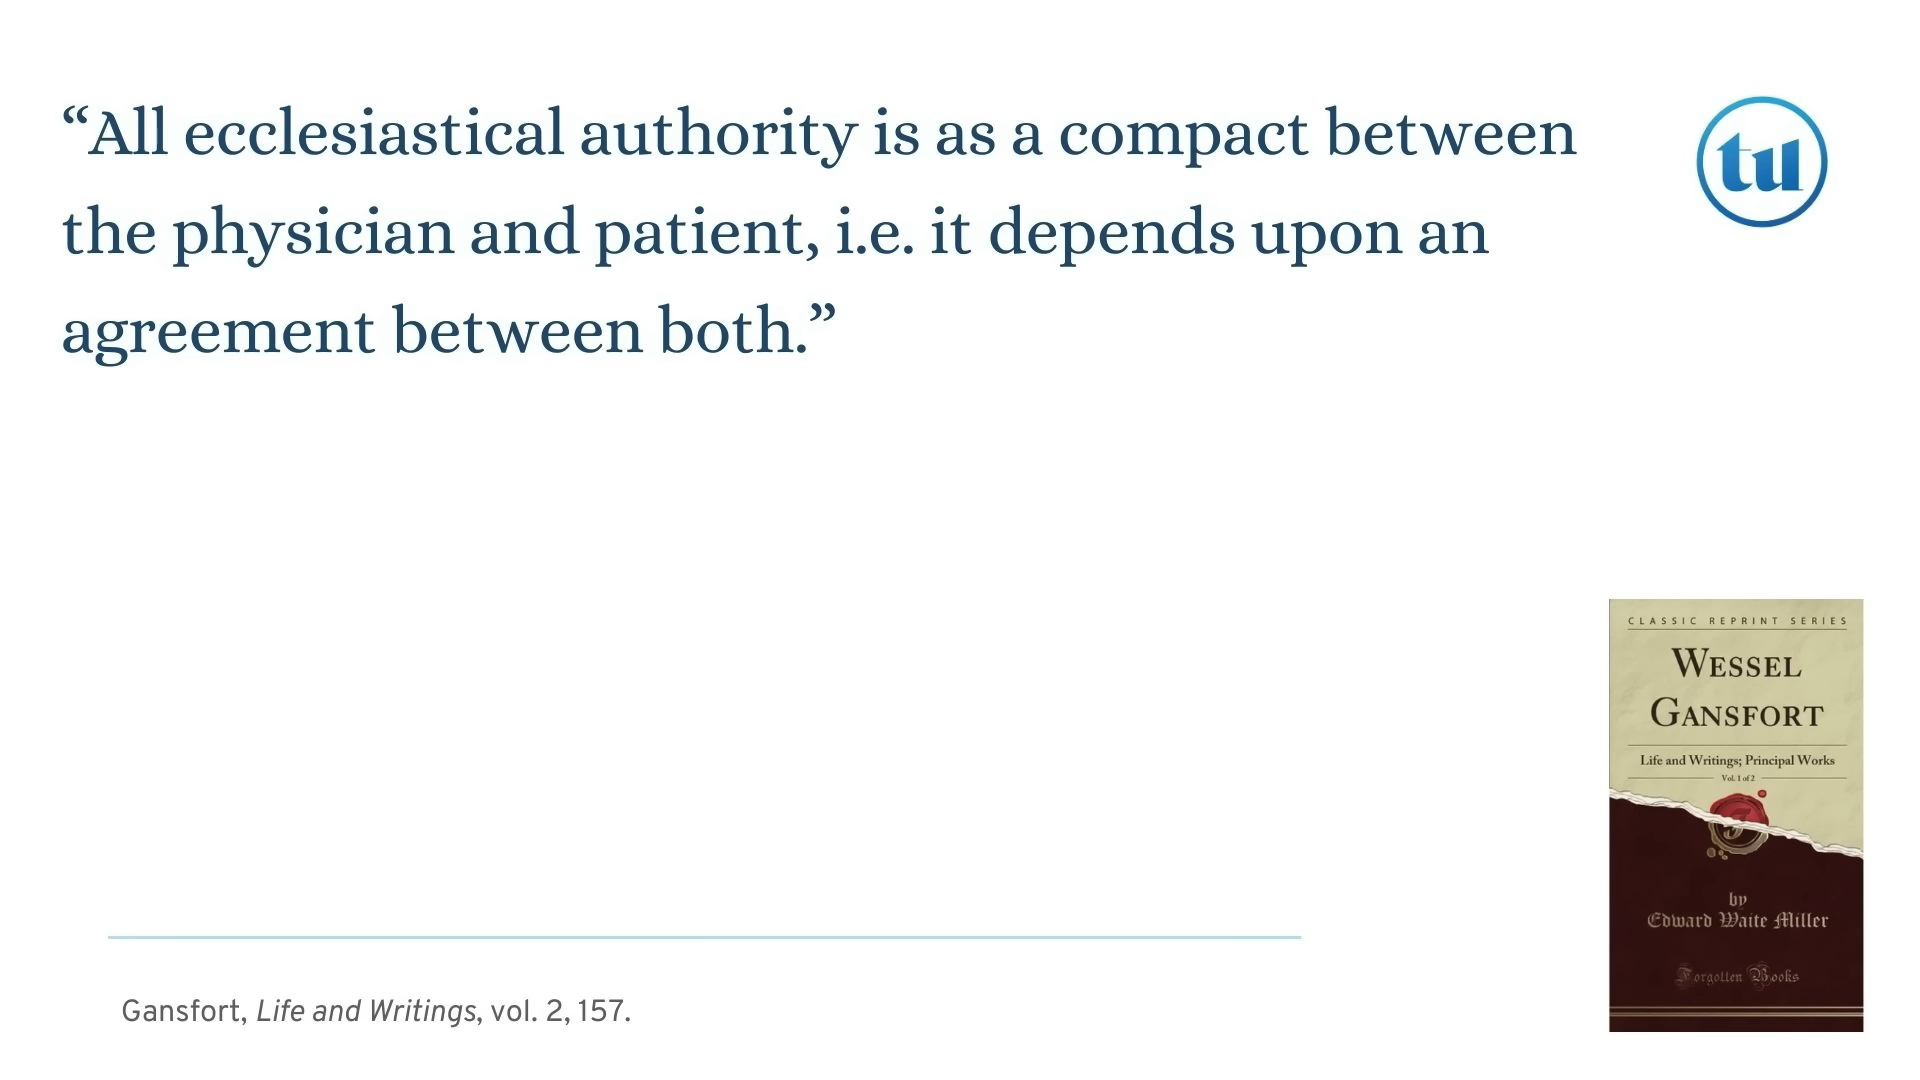 “All ecclesiastical authority is as a compact between
the physician and patient, i.e. it depends upon an
agreement between both.”
tu
CLASSIC REPRINT SERIES
WESSEL
GANSFORT
Life and Writings; Principal Works
Vol. 1 of 2
by
Edward Waite Miller
Forgotten Books
Gansfort, Life and Writings, vol. 2, 157.